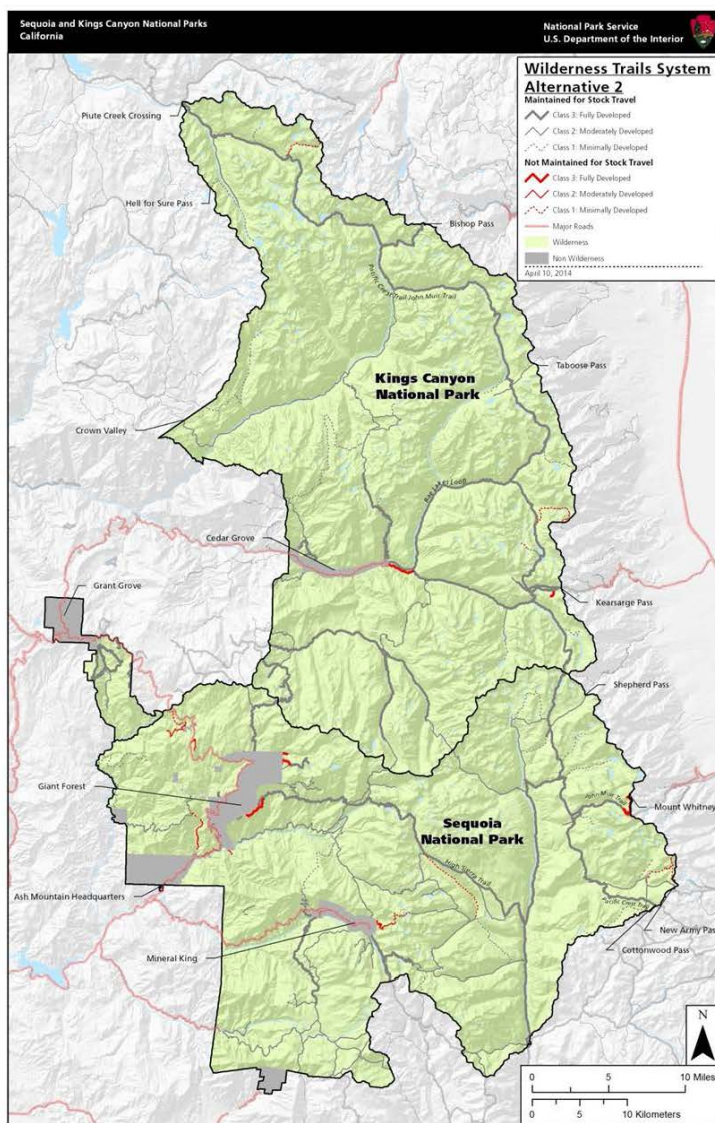 Sequoia and Kings Canyon National Parks
California
National Park Service
U.S. Department of the Interior
Wilderness Trails System
Alternative 2
Maintained for Stock Travel
Class 3: Fully Developed
Class 2: Moderately Developed
Class 1: Minimally Developed
Not Maintained for Stock Travel
Class 3: Fully Developed
Class 2: Moderately Developed
Class 1: Minimally Developed
Major Roads
Wilderness
Non Wilderness
April 10, 2014
Piute Creek Crossing
Hell for Sure Pass
Bishop Pass
Pacific Crest Trail-John Muir Trail
Taboose Pass
Kings Canyon
National Park
Crown Valley
Rae Lakes Loop
Cedar Grove
Grant Grove
Kearsarge Pass
Shepherd Pass
Giant Forest
John Muir Trail
Mount Whitney
Sequoia
National Park
High Sierra Trail
Ash Mountain Headquarters
Pacific Crest Trail
New Army Pass
Cottonwood Pass
Mineral King
N
0 5 10 Miles
0 5 10 Kilometers